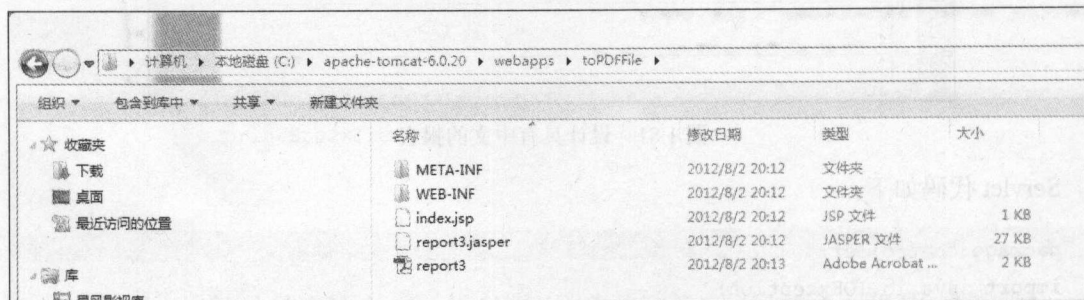 计算机 ▸ 本地磁盘 (C:) ▸ apache-tomcat-6.0.20 ▸ webapps ▸ toPDFFile ▸
组织 ▾ 包含到库中 ▾ 共享 ▾ 新建文件夹
收藏夹
下载
桌面
最近访问的位置
库
名称 修改日期 类型 大小
META-INF 2012/8/2 20:12 文件夹
WEB-INF 2012/8/2 20:12 文件夹
index.jsp 2012/8/2 20:12 JSP 文件 1 KB
report3.jasper 2012/8/2 20:12 JASPER 文件 27 KB
report3 2012/8/2 20:13 Adobe Acrobat ... 2 KB